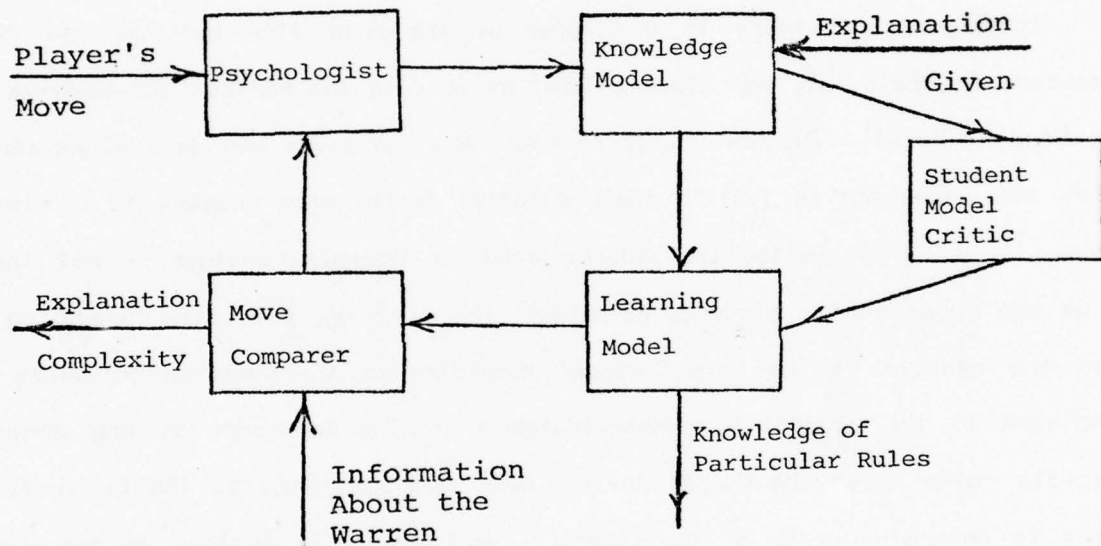 Player's
Move
Psychologist
Knowledge
Model
Explanation
Given
Student
Model
Critic
Explanation
Complexity
Move
Comparer
Learning
Model
Information
About the
Warren
Knowledge of
Particular Rules